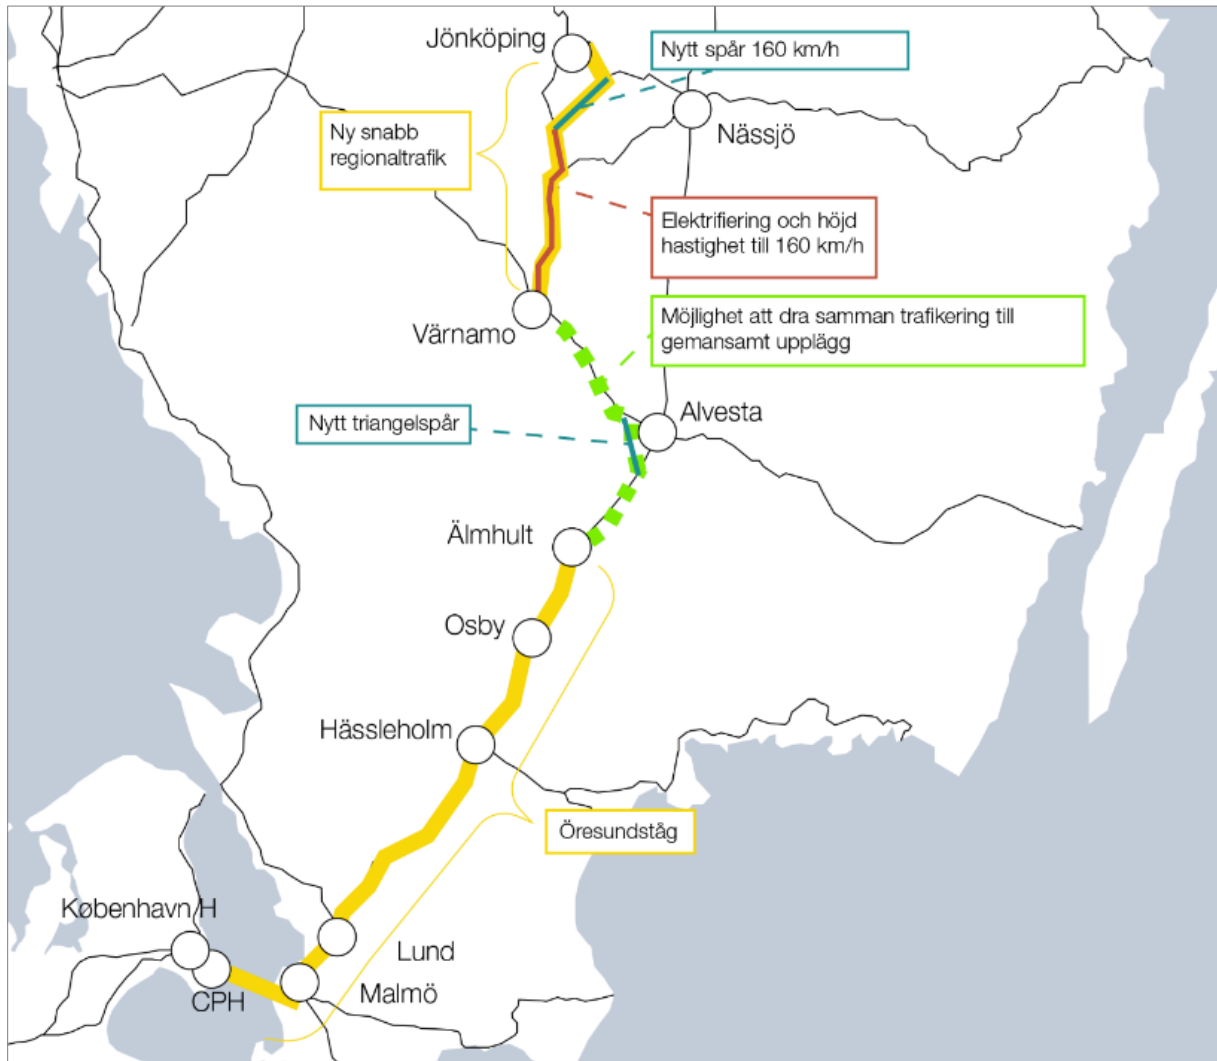 Jönköping
Nytt spår 160 km/h
Nässjö
Ny snabb
regionaltrafik
Elektrifiering och höjd
hastighet till 160 km/h
Värnamo
Möjlighet att dra samman trafikering till
gemansamt upplägg
Nytt triangelspår
Alvesta
Älmhult
Osby
Hässleholm
Öresundståg
København H
Lund
CPH
Malmö